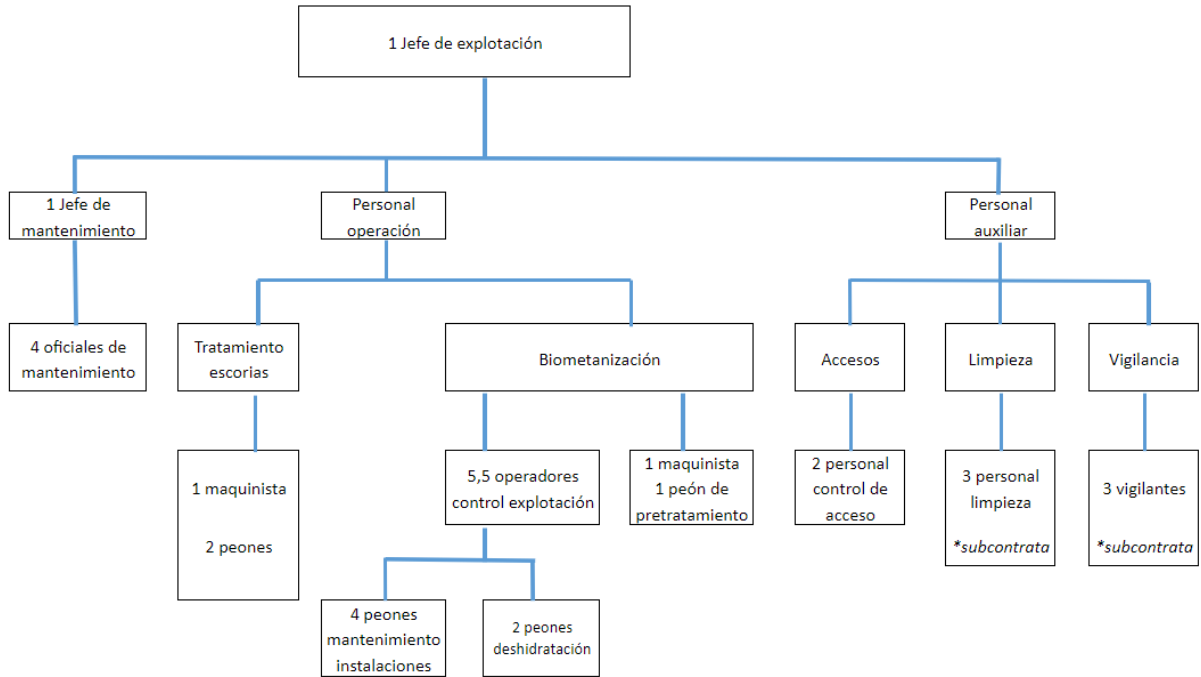 1 Jefe de explotación
1 Jefe de
mantenimiento
Personal
operación
Personal
auxiliar
4 oficiales de
mantenimiento
Tratamiento
escorias
Biometanización
Accesos
Limpieza
Vigilancia
1 maquinista
2 peones
5,5 operadores
control explotación
1 maquinista
1 peón de
pretratamiento
2 personal
control de
acceso
3 personal
limpieza
*subcontrata
3 vigilantes
*subcontrata
4 peones
mantenimiento
instalaciones
2 peones
deshidratación